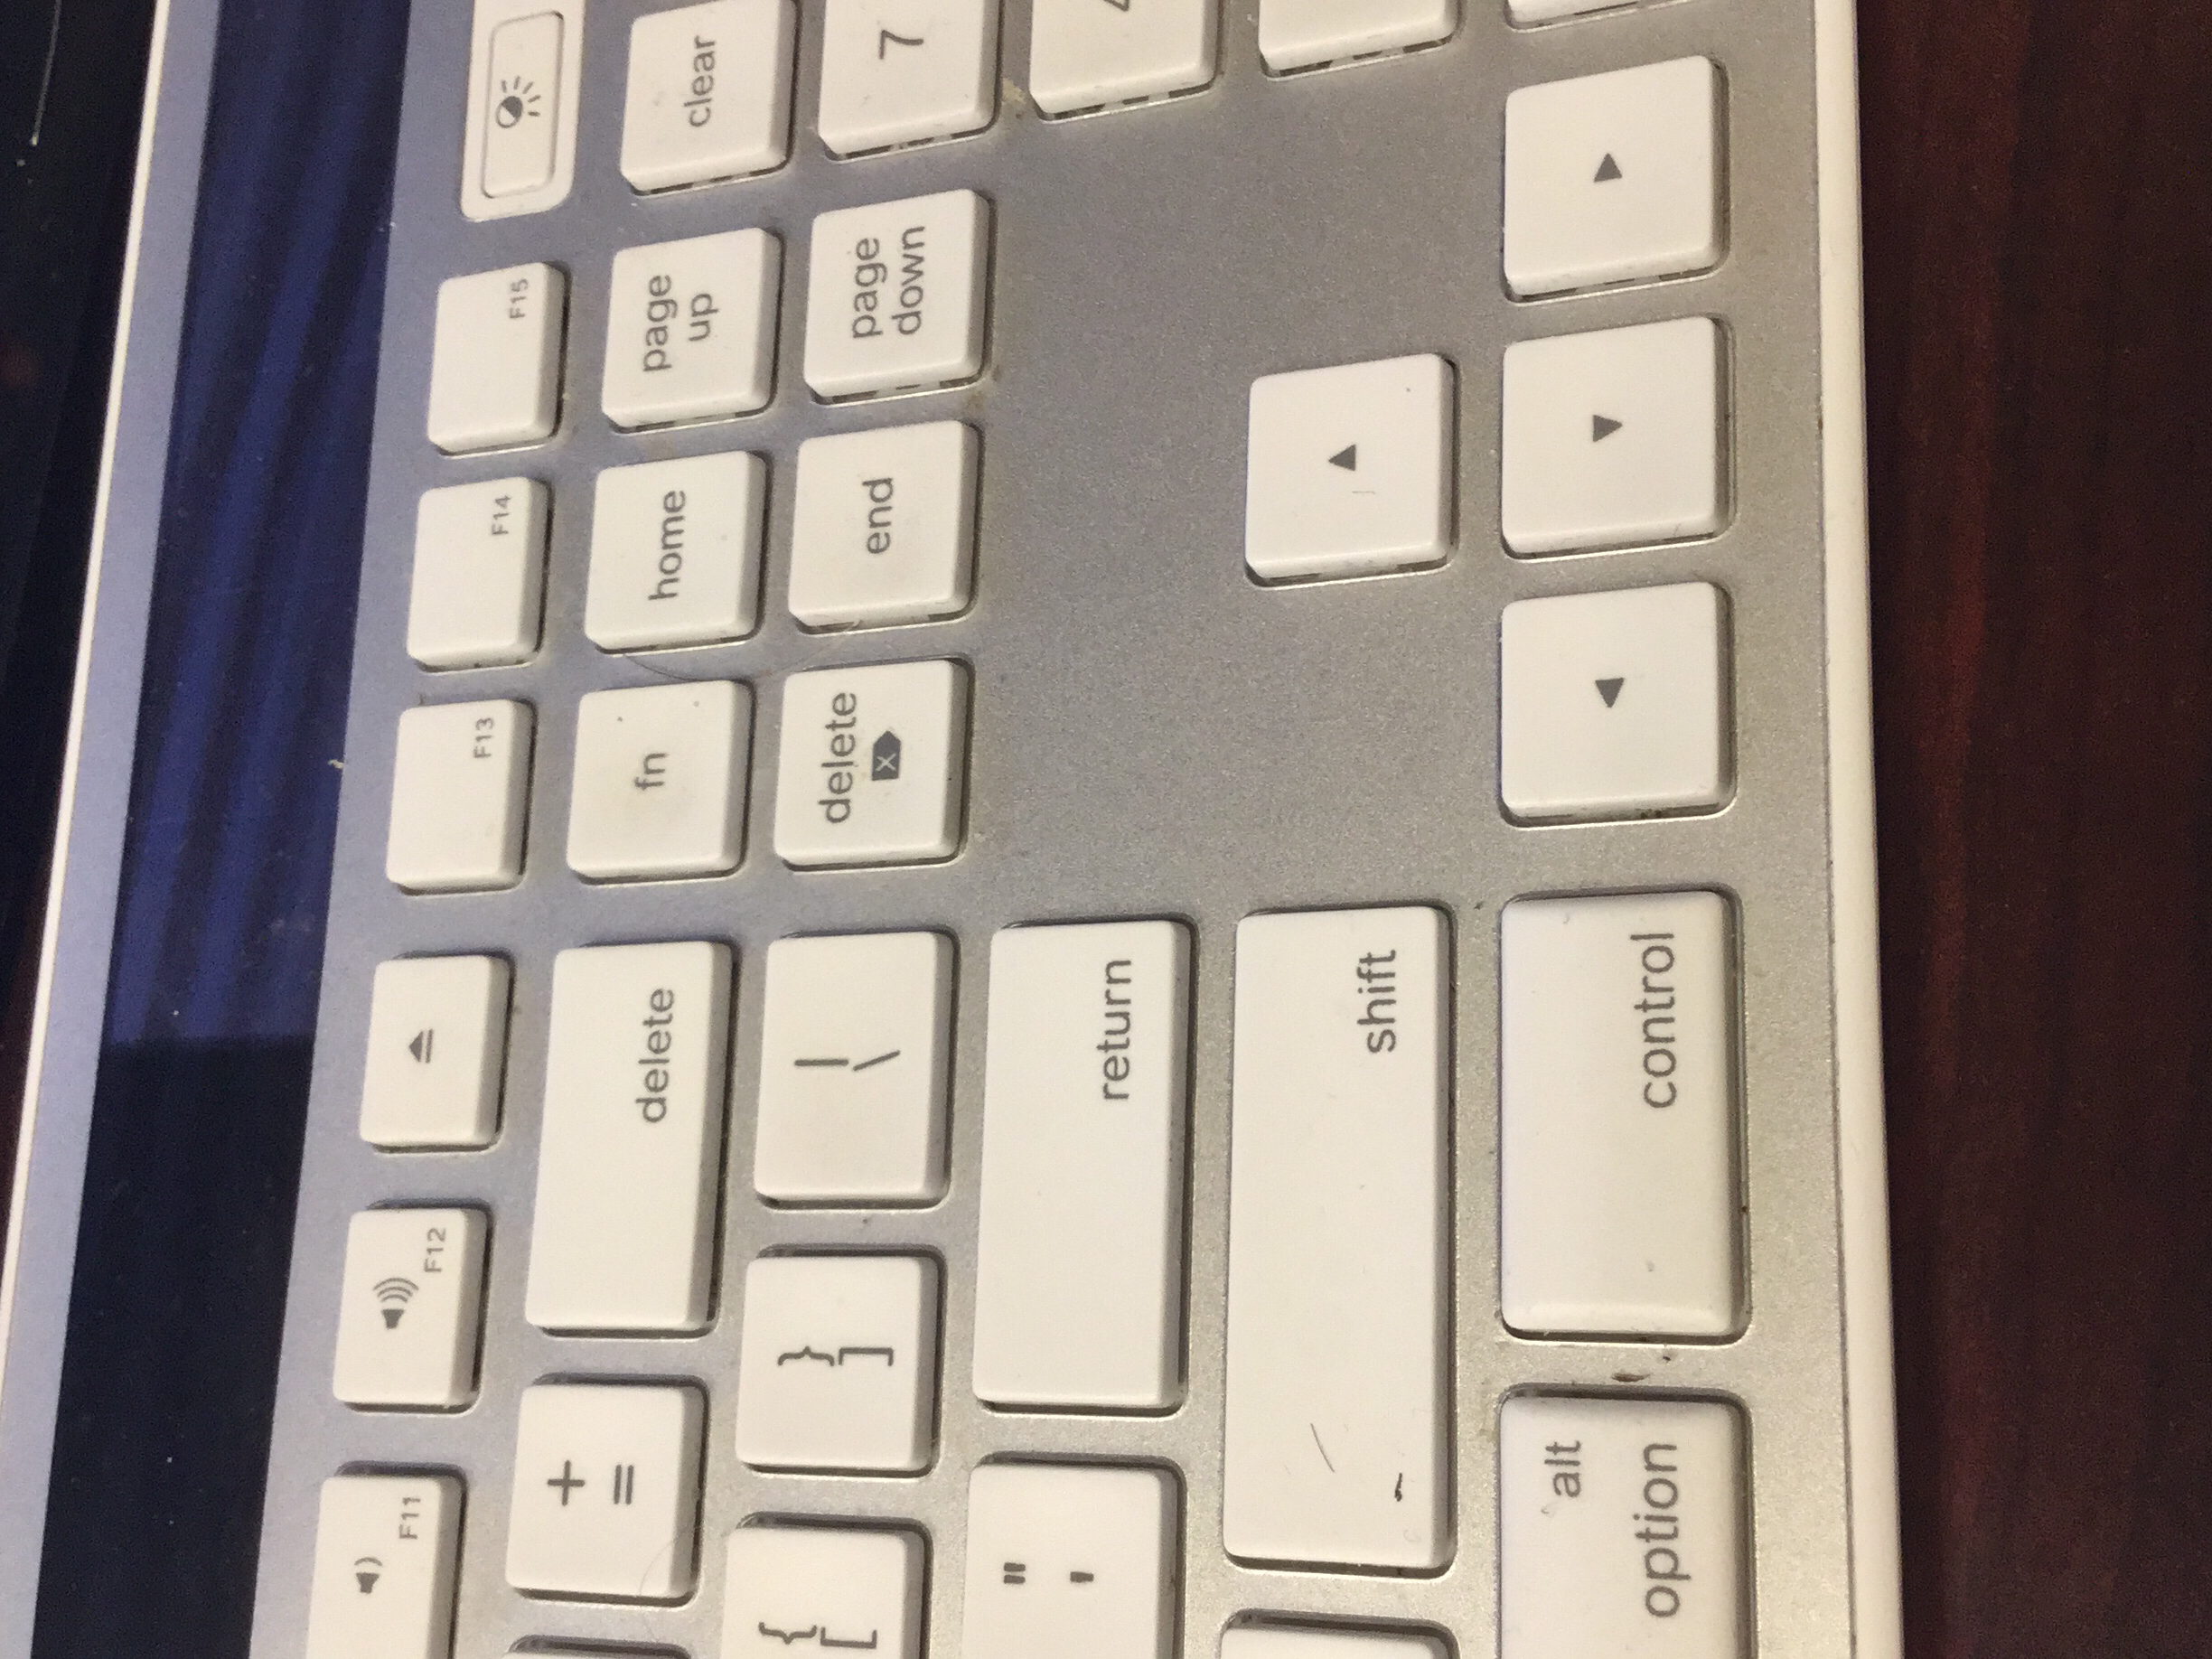 F11
F12
F13
F14
F15
+
=
delete
fn
home
page
up
clear
{
[
}
]
|
\
delete
X
end
page
down
7
"
'
return
shift
alt
option
control